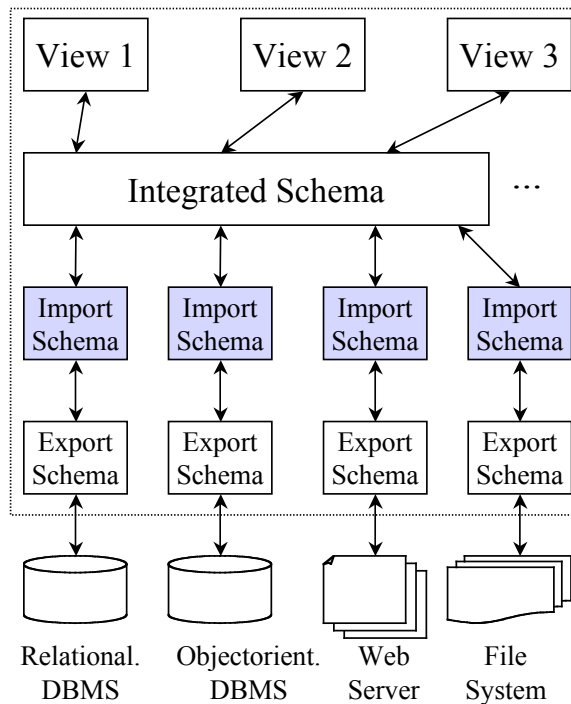 View 1
View 2
View 3
Integrated Schema
...
Import
Schema
Import
Schema
Import
Schema
Import
Schema
Export
Schema
Export
Schema
Export
Schema
Export
Schema
Relational.
DBMS
Objectorient.
DBMS
Web
Server
File
System